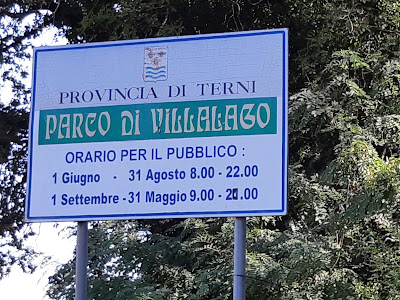 PROVINCIA DI TERNI
PARCO DI VILLALAGO
ORARIO PER IL PUBBLICO :
1 Giugno - 31 Agosto 8.00 - 22.00
1 Settembre - 31 Maggio 9.00 - 20.00